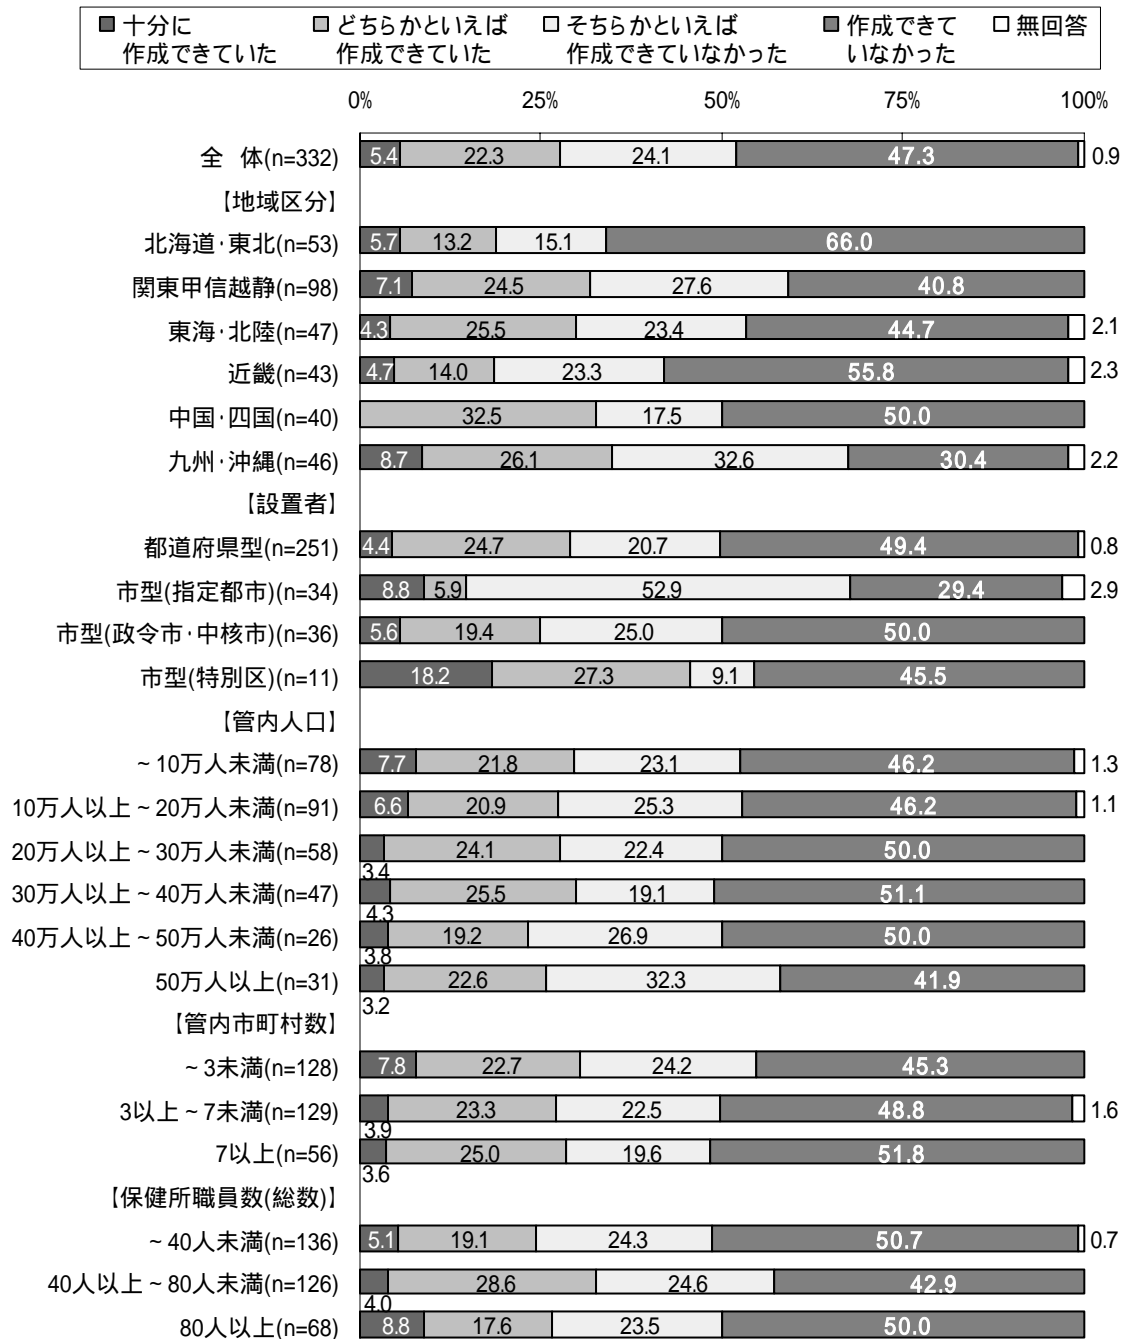 ■十分に 作成できていた ■どちらかといえば 作成できていた □そちらかといえば 作成できていなかった ■作成できて いなかった □無回答
0% 25% 50% 75% 100%
全 体(n=332) 5.4 22.3 24.1 47.3 0.9
【地域区分】
北海道・東北(n=53) 5.7 13.2 15.1 66.0
関東甲信越静(n=98) 7.1 24.5 27.6 40.8
東海・北陸(n=47) 4.3 25.5 23.4 44.7 2.1
近畿(n=43) 4.7 14.0 23.3 55.8 2.3
中国・四国(n=40) 32.5 17.5 50.0
九州・沖縄(n=46) 8.7 26.1 32.6 30.4 2.2
【設置者】
都道府県型(n=251) 4.4 24.7 20.7 49.4 0.8
市型(指定都市)(n=34) 8.8 5.9 52.9 29.4 2.9
市型(政令市・中核市)(n=36) 5.6 19.4 25.0 50.0
市型(特別区)(n=11) 18.2 27.3 9.1 45.5
【管内人口】
~10万人未満(n=78) 7.7 21.8 23.1 46.2 1.3
10万人以上~20万人未満(n=91) 6.6 20.9 25.3 46.2 1.1
20万人以上~30万人未満(n=58) 3.4 24.1 22.4 50.0
30万人以上~40万人未満(n=47) 4.3 25.5 19.1 51.1
40万人以上~50万人未満(n=26) 3.8 19.2 26.9 50.0
50万人以上(n=31) 3.2 22.6 32.3 41.9
【管内市町村数】
~3未満(n=128) 7.8 22.7 24.2 45.3
3以上~7未満(n=129) 3.9 23.3 22.5 48.8 1.6
7以上(n=56) 3.6 25.0 19.6 51.8
【保健所職員数(総数)】
~40人未満(n=136) 5.1 19.1 24.3 50.7 0.7
40人以上~80人未満(n=126) 4.0 28.6 24.6 42.9
80人以上(n=68) 8.8 17.6 23.5 50.0